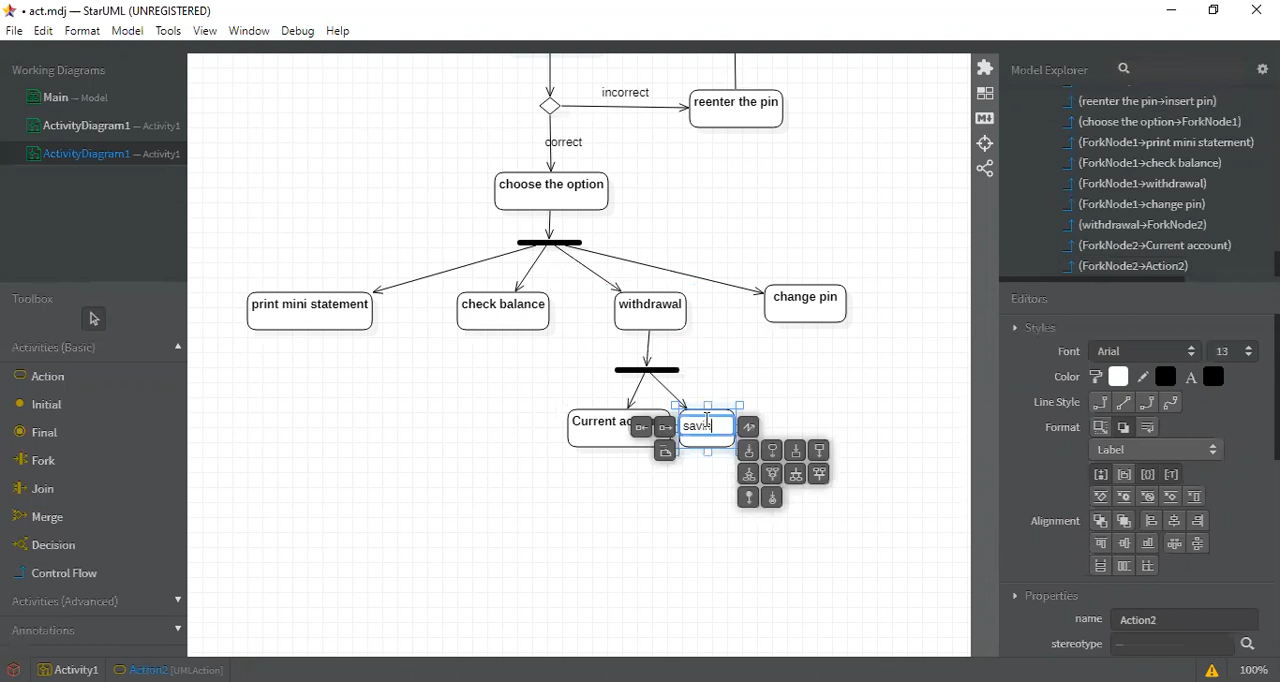 • act.mdj — StarUML (UNREGISTERED)
File Edit Format Model Tools View Window Debug Help
Working Diagrams
Main — Model
ActivityDiagram1 — Activity1
ActivityDiagram1 — Activity1
Toolbox
Activities (Basic)
Action
Initial
Final
Fork
Join
Merge
Decision
Control Flow
Activities (Advanced)
Annotations
incorrect
reenter the pin
correct
choose the option
print mini statement
check balance
withdrawal
change pin
Current
Model Explorer
(reenter the pin→insert pin)
(choose the option→ForkNode1)
(ForkNode1→print mini statement)
(ForkNode1→check balance)
(ForkNode1→withdrawal)
(ForkNode1→change pin)
(withdrawal→ForkNode2)
(ForkNode2→Current account)
(ForkNode2→Action2)
Editors
Styles
Font Arial 13
Color A
Line Style
Format
Label
Alignment
Properties
name Action2
stereotype —
Activity1 Action2 [UMLAction]
100%